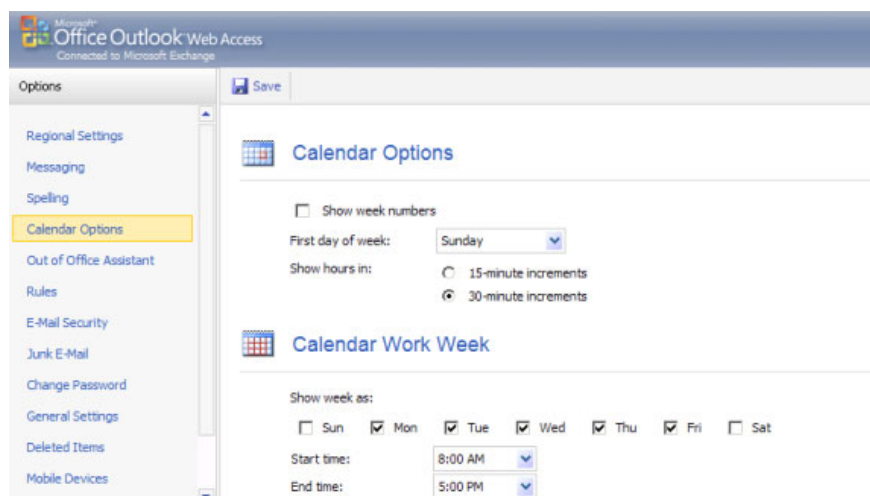 Microsoft®
Office Outlook Web Access
Connected to Microsoft Exchange
Options
Save
Regional Settings
Messaging
Spelling
Calendar Options
Out of Office Assistant
Rules
E-Mail Security
Junk E-Mail
Change Password
General Settings
Deleted Items
Mobile Devices
Calendar Options
Show week numbers
First day of week: Sunday
Show hours in: 15-minute increments
30-minute increments
Calendar Work Week
Show week as:
Sun Mon Tue Wed Thu Fri Sat
Start time: 8:00 AM
End time: 5:00 PM